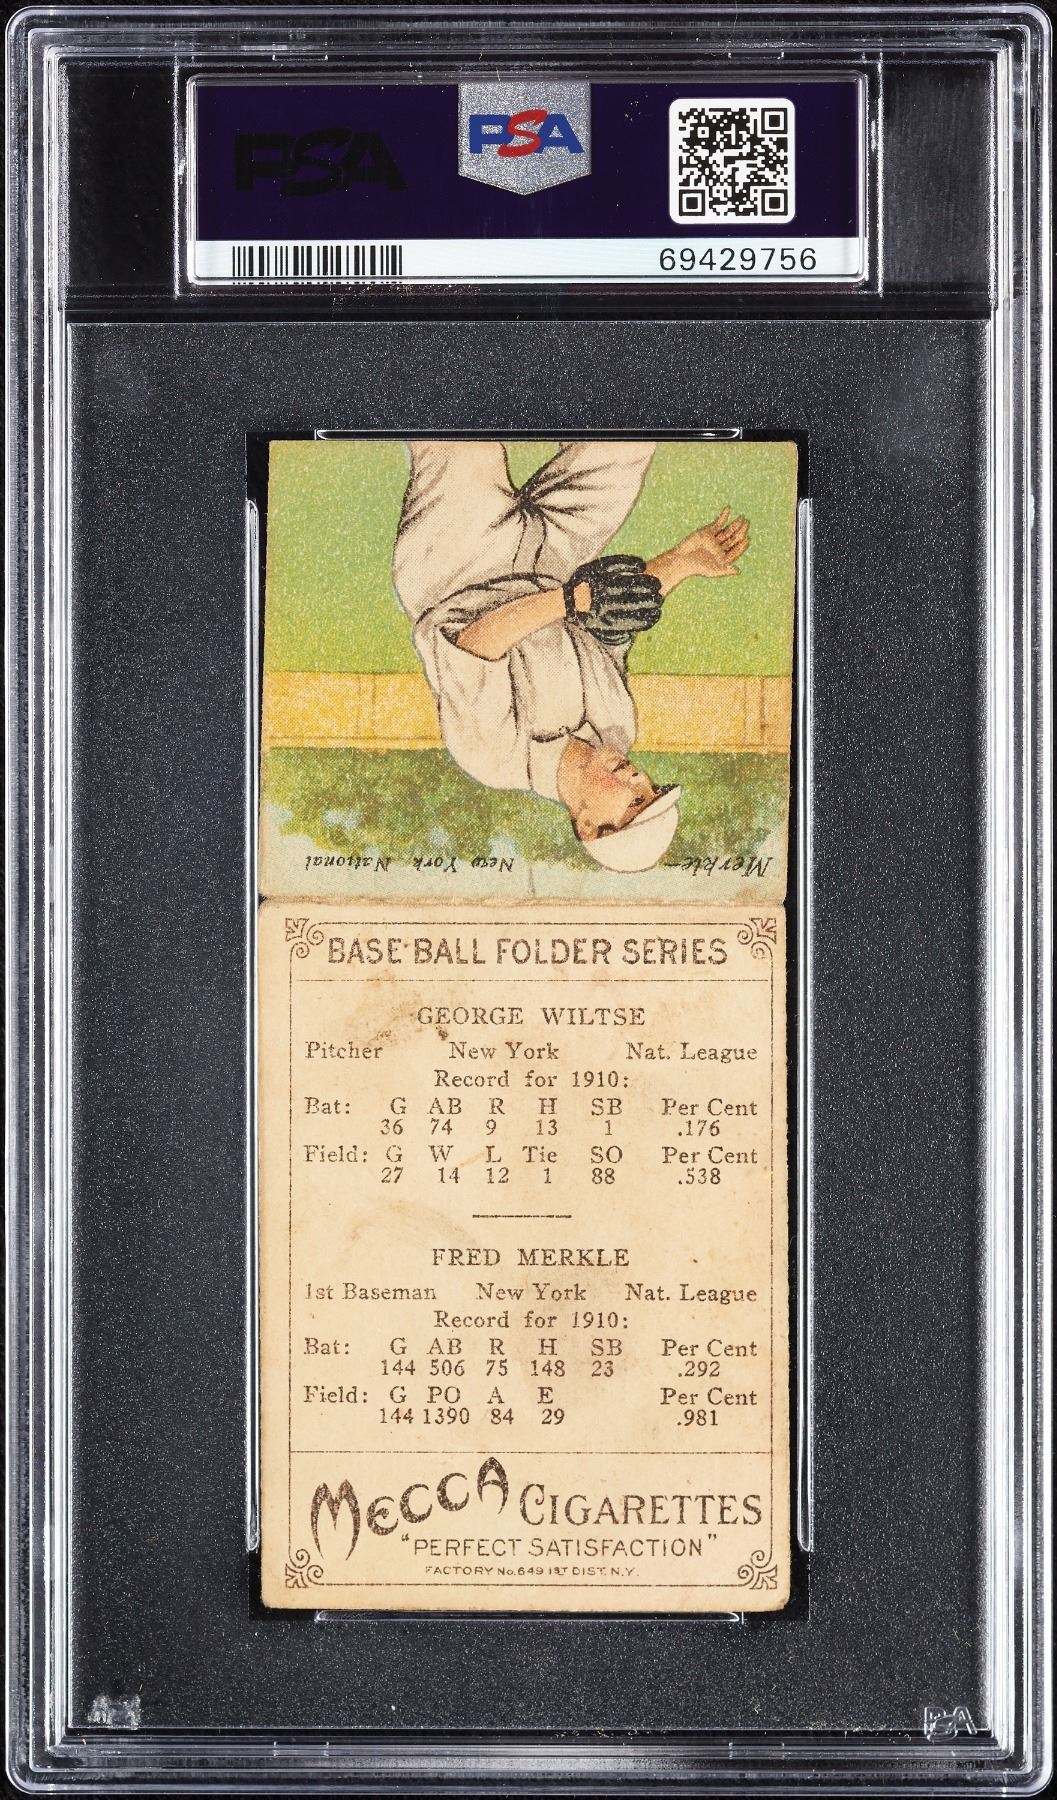 PSA
PSA
69429756
Merkle— New York National
BASE BALL FOLDER SERIES
GEORGE WILTSE
Pitcher New York Nat. League
Record for 1910:
Bat: G AB R H SB Per Cent
36 74 9 13 1 .176
Field: G W L Tie SO Per Cent
27 14 12 1 88 .538
FRED MERKLE
1st Baseman New York Nat. League
Record for 1910:
Bat: G AB R H SB Per Cent
144 506 75 148 23 .292
Field: G PO A E Per Cent
144 1390 84 29 .981
MECCA CIGARETTES
"PERFECT SATISFACTION"
FACTORY No. 649 1ST DIST. N.Y.
PSA